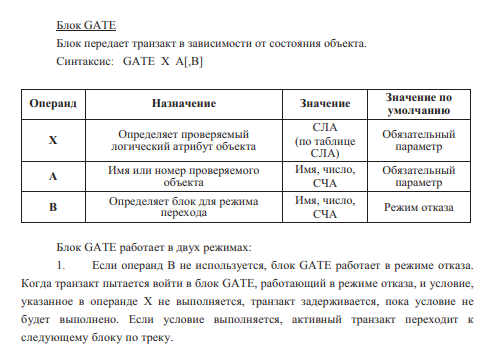 Блок GATE
Блок передает транзакт в зависимости от состояния объекта.
Синтаксис: GATE X A[,B]
Операнд Назначение Значение Значение по
умолчанию
X Определяет проверяемый
логический атрибут объекта СЛА
(по таблице
СЛА) Обязательный
параметр
A Имя или номер проверяемого
объекта Имя, число,
СЧА Обязательный
параметр
B Определяет блок для режима
перехода Имя, число,
СЧА Режим отказа
Блок GATE работает в двух режимах:
1. Если операнд B не используется, блок GATE работает в режиме отказа.
Когда транзакт пытается войти в блок GATE, работающий в режиме отказа, и условие,
указанное в операнде X не выполняется, транзакт задерживается, пока условие не
будет выполнено. Если условие выполняется, активный транзакт переходит к
следующему блоку по треку.